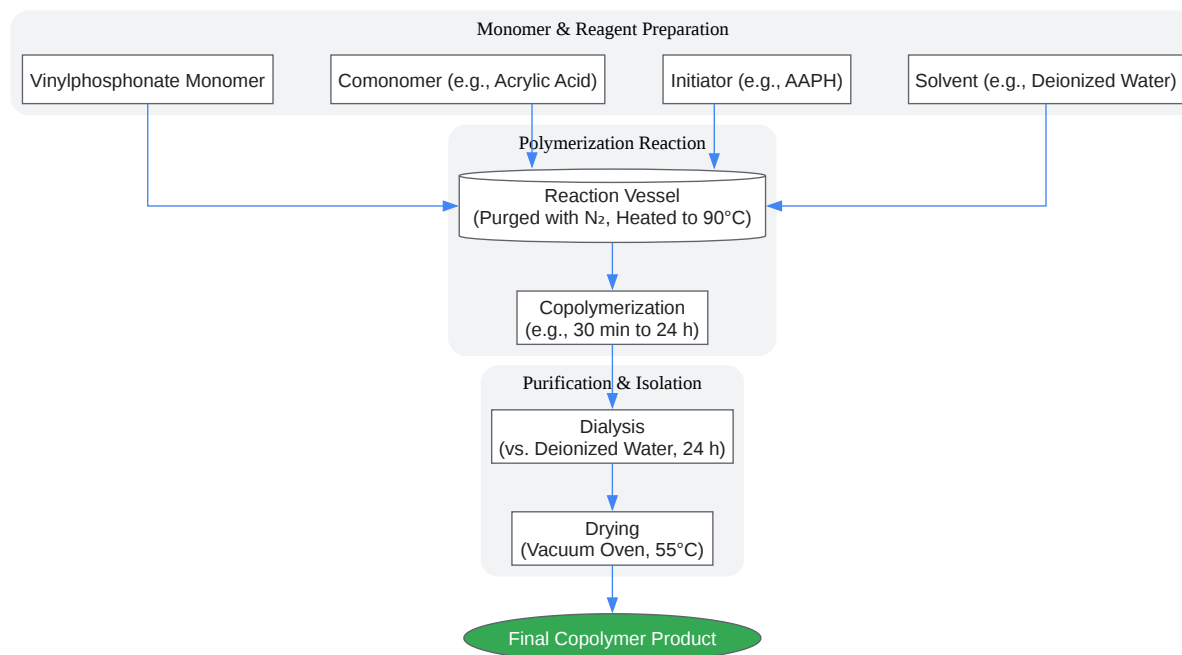 Monomer & Reagent Preparation
Vinylphosphonate Monomer
Comonomer (e.g., Acrylic Acid)
Initiator (e.g., AAPH)
Solvent (e.g., Deionized Water)
Polymerization Reaction
Reaction Vessel
(Purged with N₂, Heated to 90°C)
Copolymerization
(e.g., 30 min to 24 h)
Purification & Isolation
Dialysis
(vs. Deionized Water, 24 h)
Drying
(Vacuum Oven, 55°C)
Final Copolymer Product